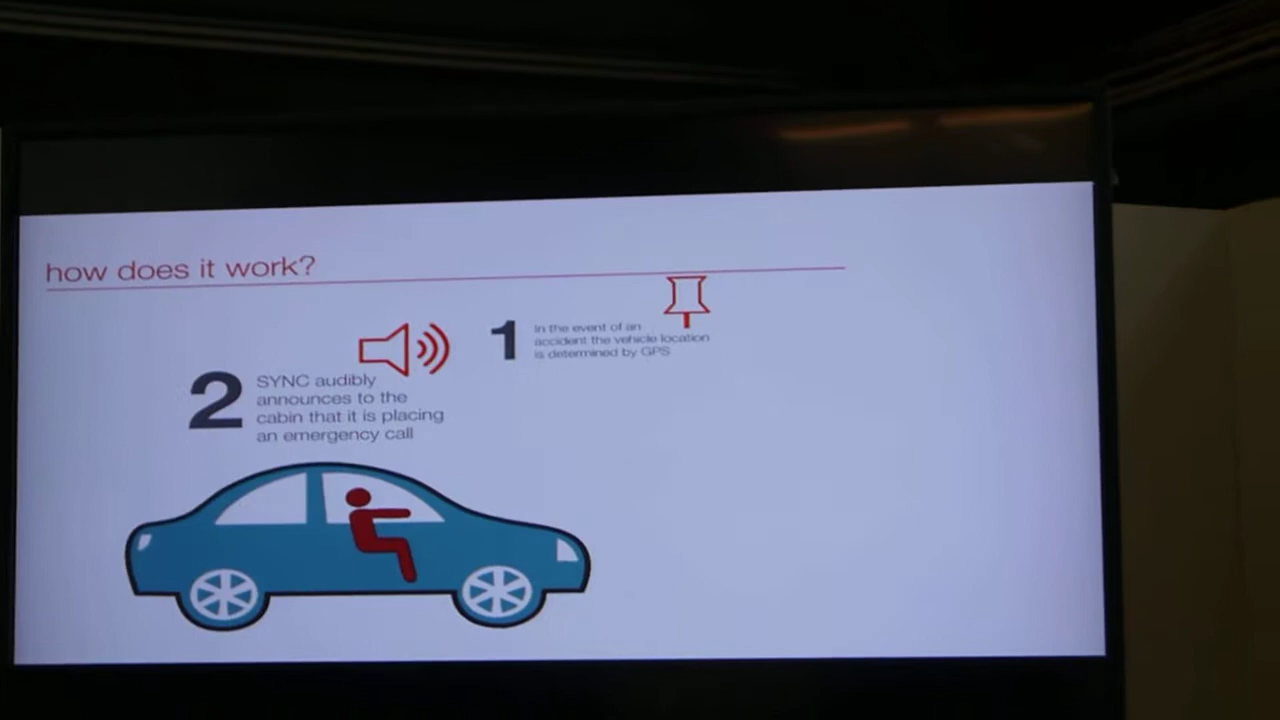 how does it work?
1
In the event of an
accident the vehicle location
is determined by GPS
2
SYNC audibly
announces to the
cabin that it is placing
an emergency call